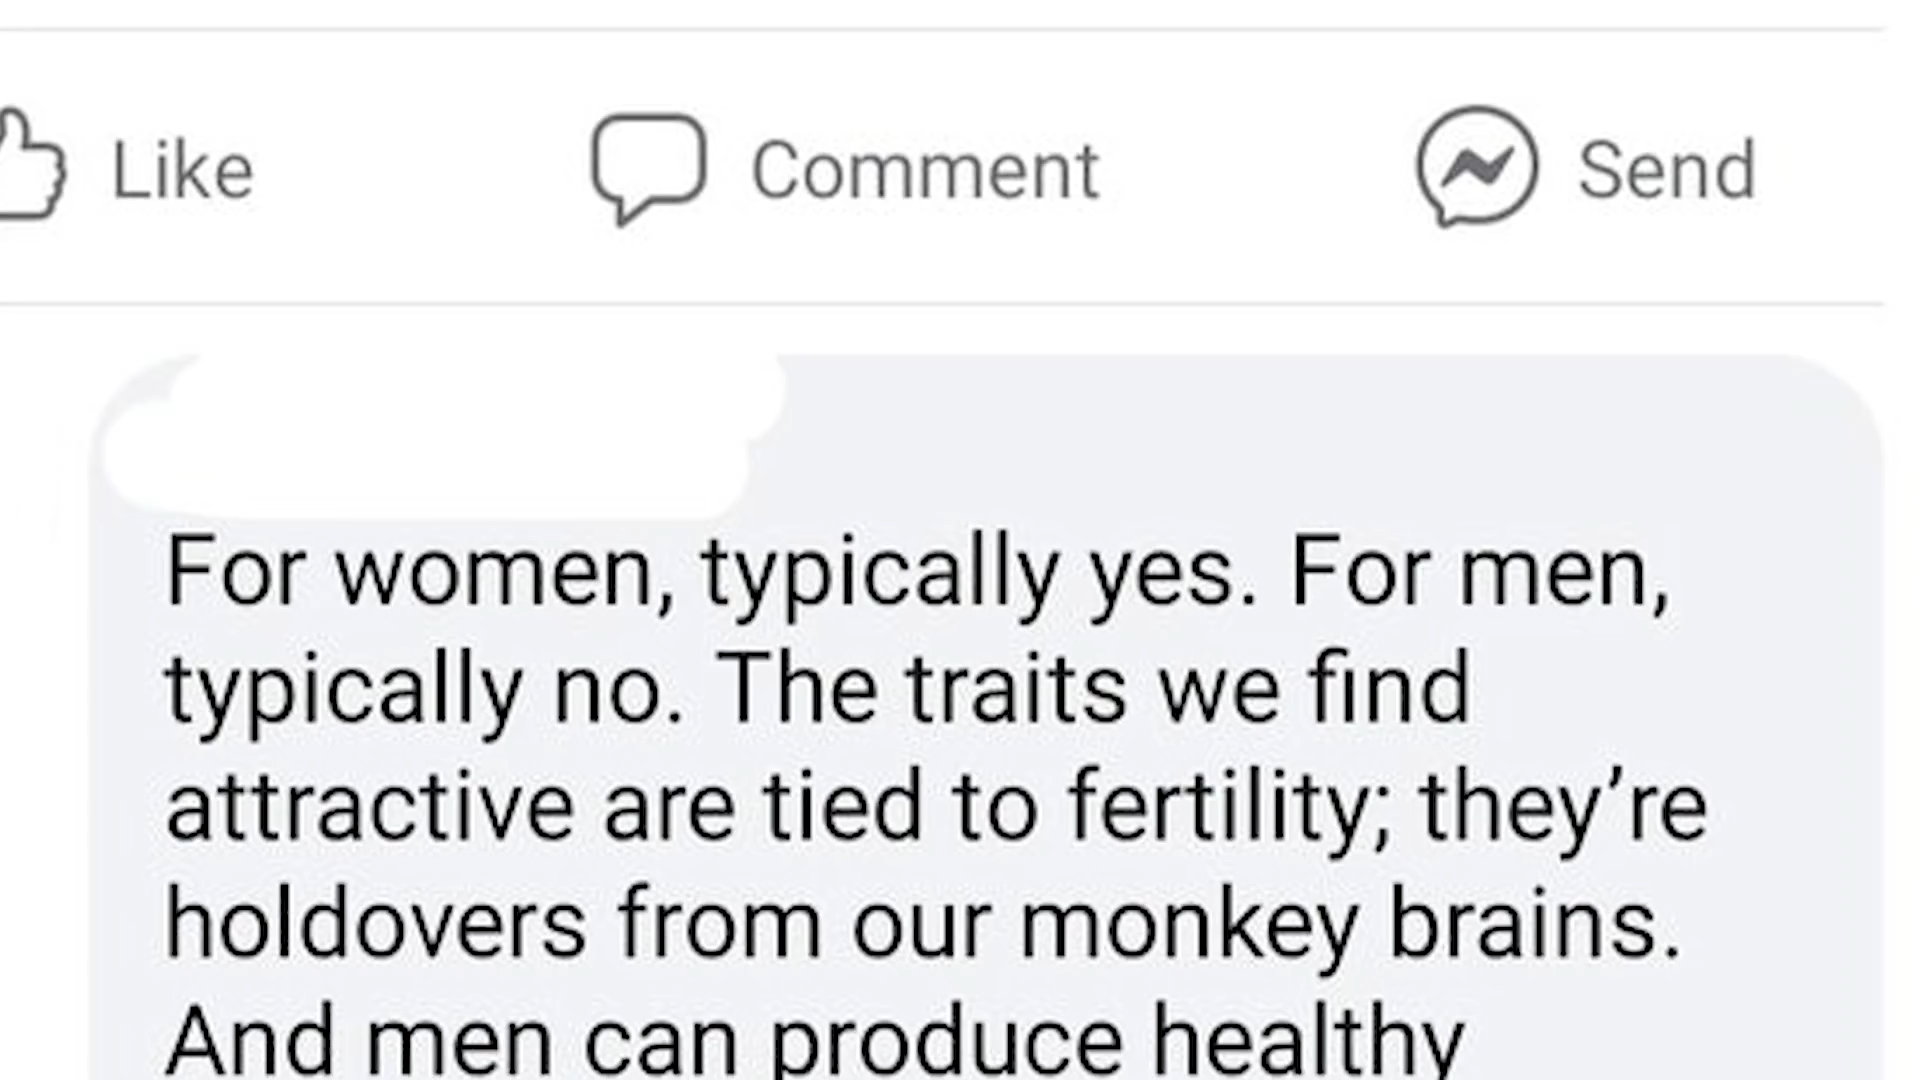 Like Comment Send
For women, typically yes. For men,
typically no. The traits we find
attractive are tied to fertility; they’re
holdovers from our monkey brains.
And men can produce healthy